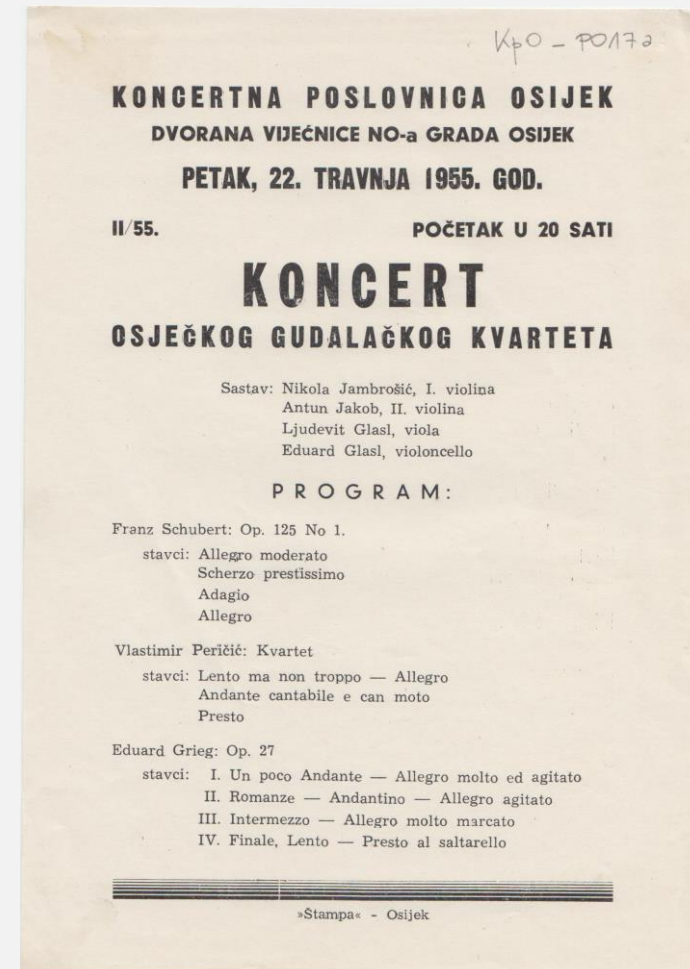 KpO - PO17a
KONCERTNA POSLOVNICA OSIJEK
DVORANA VIJEĆNICE NO-a GRADA OSIJEK
PETAK, 22. TRAVNJA 1955. GOD.
II/55. POČETAK U 20 SATI
KONCERT
OSJEČKOG GUDALAČKOG KVARTETA
Sastav: Nikola Jambrošić, I. violina
Antun Jakob, II. violina
Ljudevit Glasl, viola
Eduard Glasl, violoncello
PROGRAM:
Franz Schubert: Op. 125 No 1.
stavci: Allegro moderato
Scherzo prestissimo
Adagio
Allegro
Vlastimir Peričić: Kvartet
stavci: Lento ma non troppo — Allegro
Andante cantabile e can moto
Presto
Eduard Grieg: Op. 27
stavci: I. Un poco Andante — Allegro molto ed agitato
II. Romanze — Andantino — Allegro agitato
III. Intermezzo — Allegro molto marcato
IV. Finale, Lento — Presto al saltarello
»Štampa« - Osijek